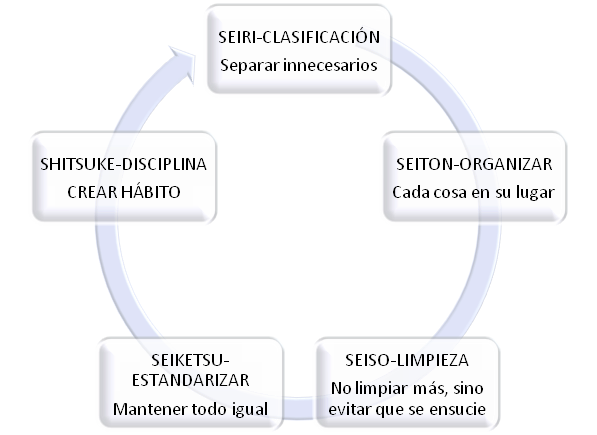 SEIRI-CLASIFICACIÓN
Separar innecesarios
SEITON-ORGANIZAR
Cada cosa en su lugar
SEISO-LIMPIEZA
No limpiar más, sino
evitar que se ensucie
SEIKETSU-
ESTANDARIZAR
Mantener todo igual
SHITSUKE-DISCIPLINA
CREAR HÁBITO